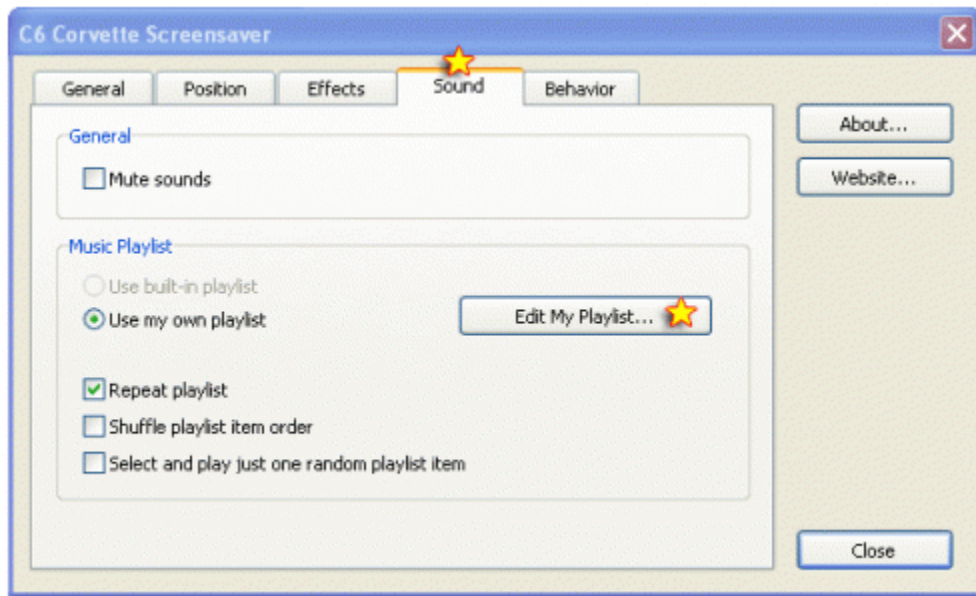 C6 Corvette Screensaver
General Position Effects Sound Behavior
About...
Website...
General
Mute sounds
Music Playlist
Use built-in playlist
Use my own playlist
Edit My Playlist...
Repeat playlist
Shuffle playlist item order
Select and play just one random playlist item
Close